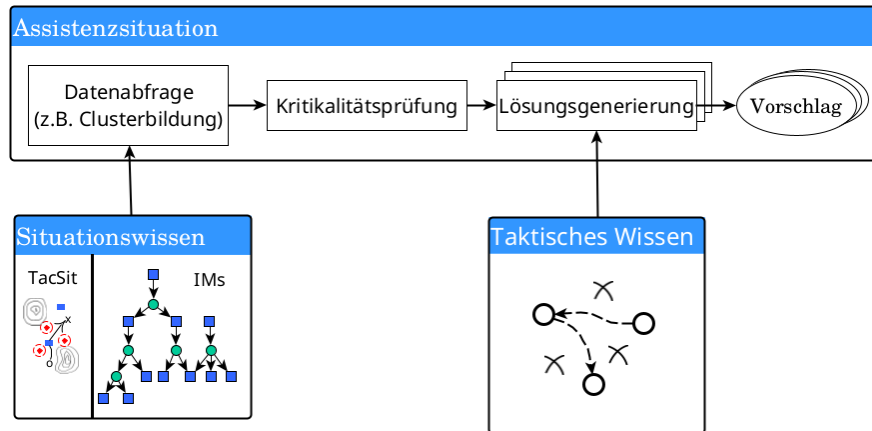 Assistenzsituation
Datenabfrage
(z.B. Clusterbildung)
Kritikalitätsprüfung
Lösungsgenerierung
Vorschlag
Situationswissen
TacSit
IMs
x
Taktisches Wissen